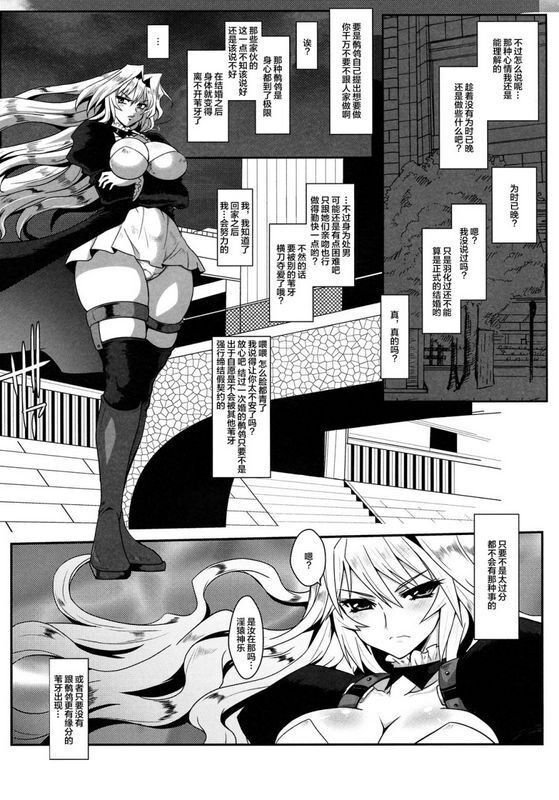 不过怎么说呢…
那种心情我还是
能理解的
趁着没有为时已晚
还是做些什么吧?
为时已晚?
嗯?
我没说过吗?
只是羽化过还不能
算是正式的结婚哟
真，真的吗?
要是鹡鸰自己提出想要做
你千万不要不跟人家做啊
诶?
那种鹡鸰是
身心都到了极限
那些家伙的
这一点不知该说好
还是该说不好
在结婚之后
身体就变得
离不开苇牙了
…
…不过身为处男
可能还是有点困难吧
只跟她们亲吻也行
做得勤快一点哟?
不然的话
要被别的苇牙
横刀夺爱了哦?
我，我知道了
回家之后
我…会努力的
喂喂 怎么脸都青了
我说得让你太不安了吗?
放心吧 结过一次婚的鹡鸰只要不是
出于自愿是不会被其他苇牙
强行缔结假契约的
只要不是太过分
都不会有那种事的
嗯?
是汝在那吗…
淫猿神乐
或者只要没有
跟鹡鸰更有缘分的
苇牙出现…